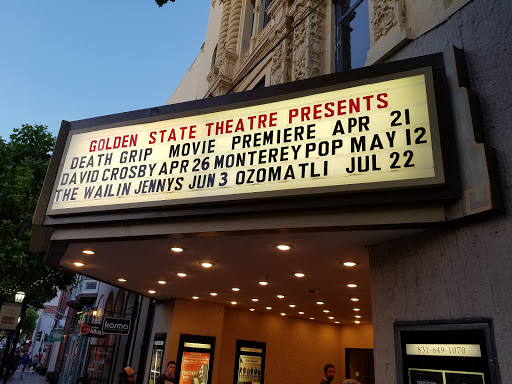 GOLDEN STATE THEATRE PRESENTS
DEATH GRIP MOVIE PREMIERE APR 21
DAVID CROSBY APR 26 MONTEREY POP MAY 12
THE WAILIN JENNYS JUN 3 OZOMATLI JUL 22
karma
831-649-1070